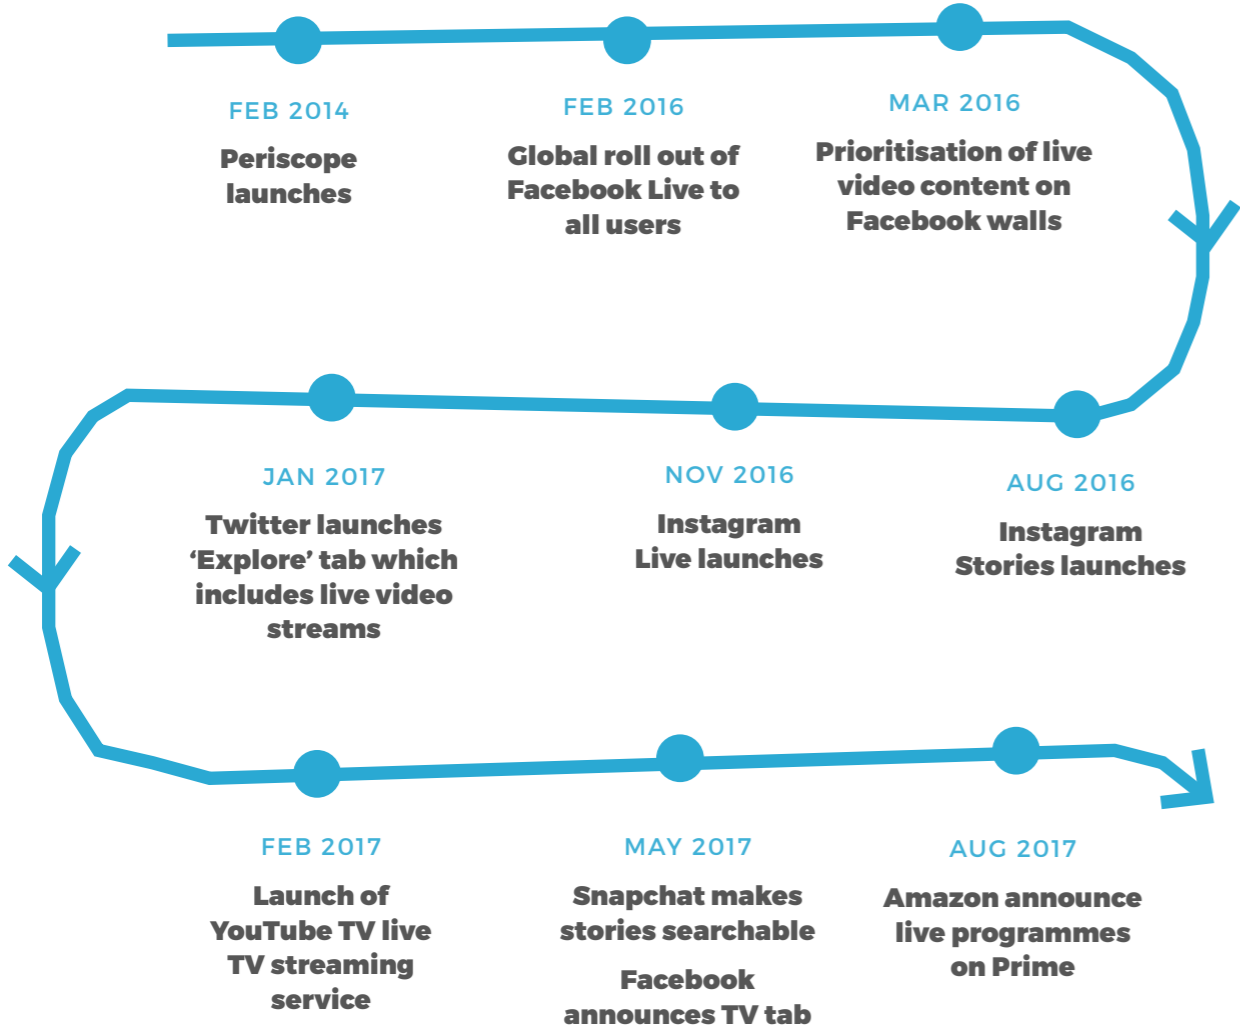 FEB 2014
Periscope
launches
FEB 2016
Global roll out of
Facebook Live to
all users
MAR 2016
Prioritisation of live
video content on
Facebook walls
AUG 2016
Instagram
Stories launches
NOV 2016
Instagram
Live launches
JAN 2017
Twitter launches
‘Explore’ tab which
includes live video
streams
FEB 2017
Launch of
YouTube TV live
TV streaming
service
MAY 2017
Snapchat makes
stories searchable
Facebook
announces TV tab
AUG 2017
Amazon announce
live programmes
on Prime